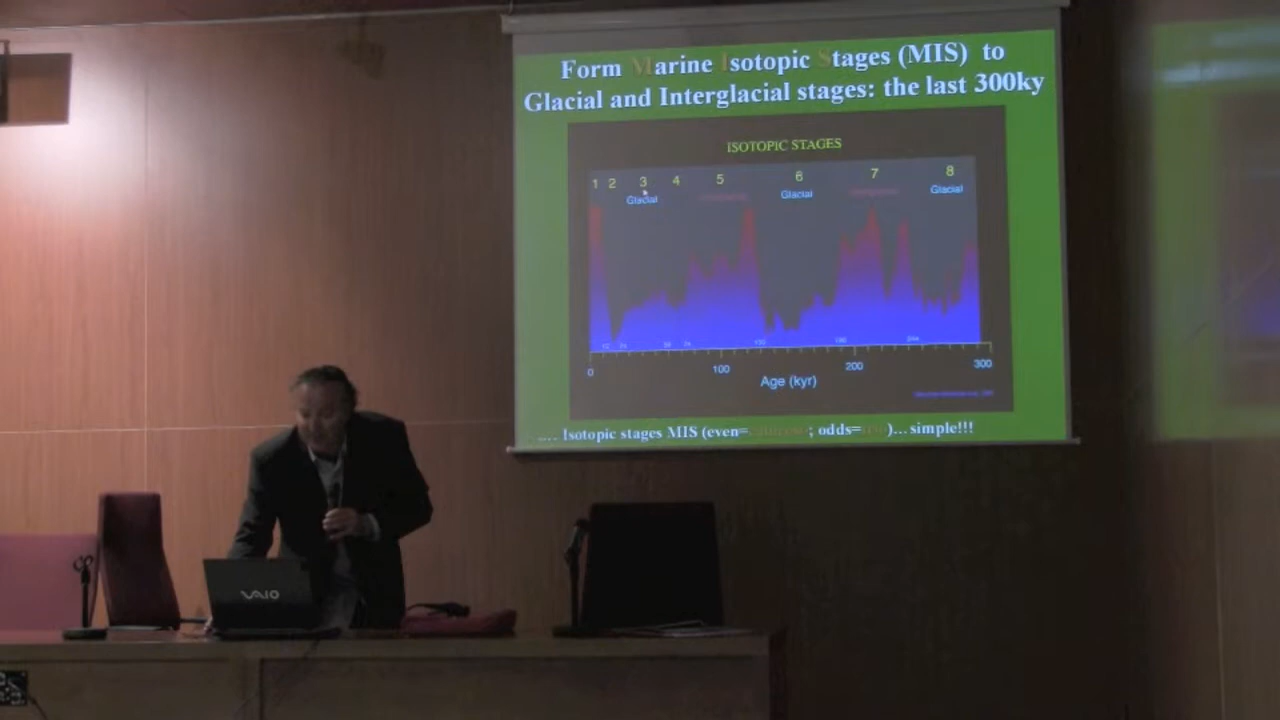 Form Marine Isotopic Stages (MIS) to
Glacial and Interglacial stages: the last 300ky
ISOTOPIC STAGES
1 2 3 4 5 6 7 8
Glacial Glacial Glacial
0 100 200 300
Age (kyr)
... Isotopic stages MIS (even= ; odds= )... simple!!!
VAIO